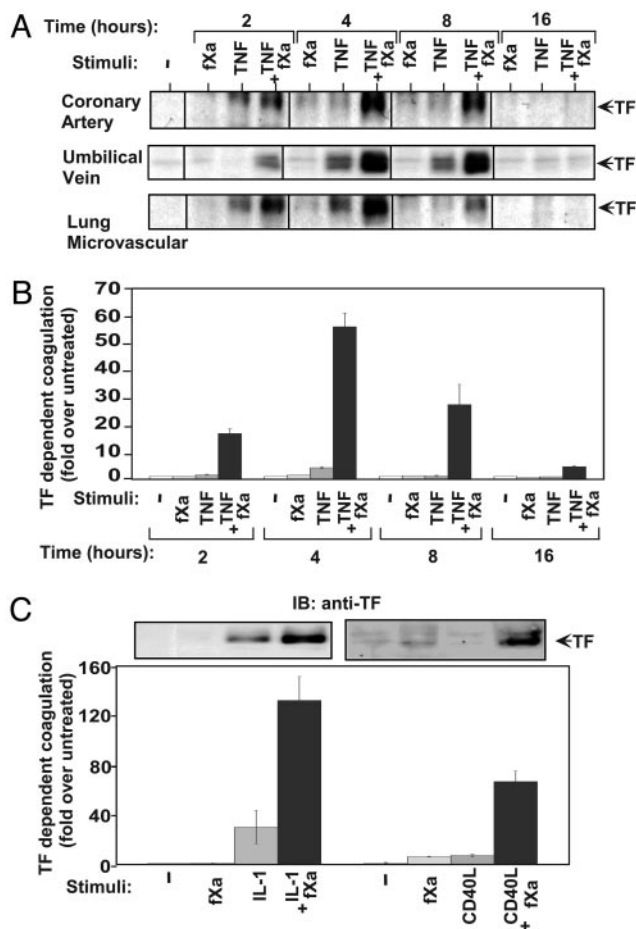 A
Time (hours): 2 4 8 16
Stimuli: – fXa TNF TNF + fXa fXa TNF TNF + fXa fXa TNF TNF + fXa fXa TNF TNF + fXa
Coronary
Artery
TF
Umbilical
Vein
TF
Lung
Microvascular
TF
B
TF dependent coagulation
(fold over untreated)
70
60
50
40
30
20
10
0
Stimuli: – fXa TNF TNF + fXa – fXa TNF TNF + fXa – fXa TNF TNF + fXa – fXa TNF TNF + fXa
Time (hours): 2 4 8 16
C
IB: anti-TF
TF
TF dependent coagulation
(fold over untreated)
160
120
80
40
0
Stimuli: – fXa IL-1 IL-1 + fXa – fXa CD40L CD40L + fXa